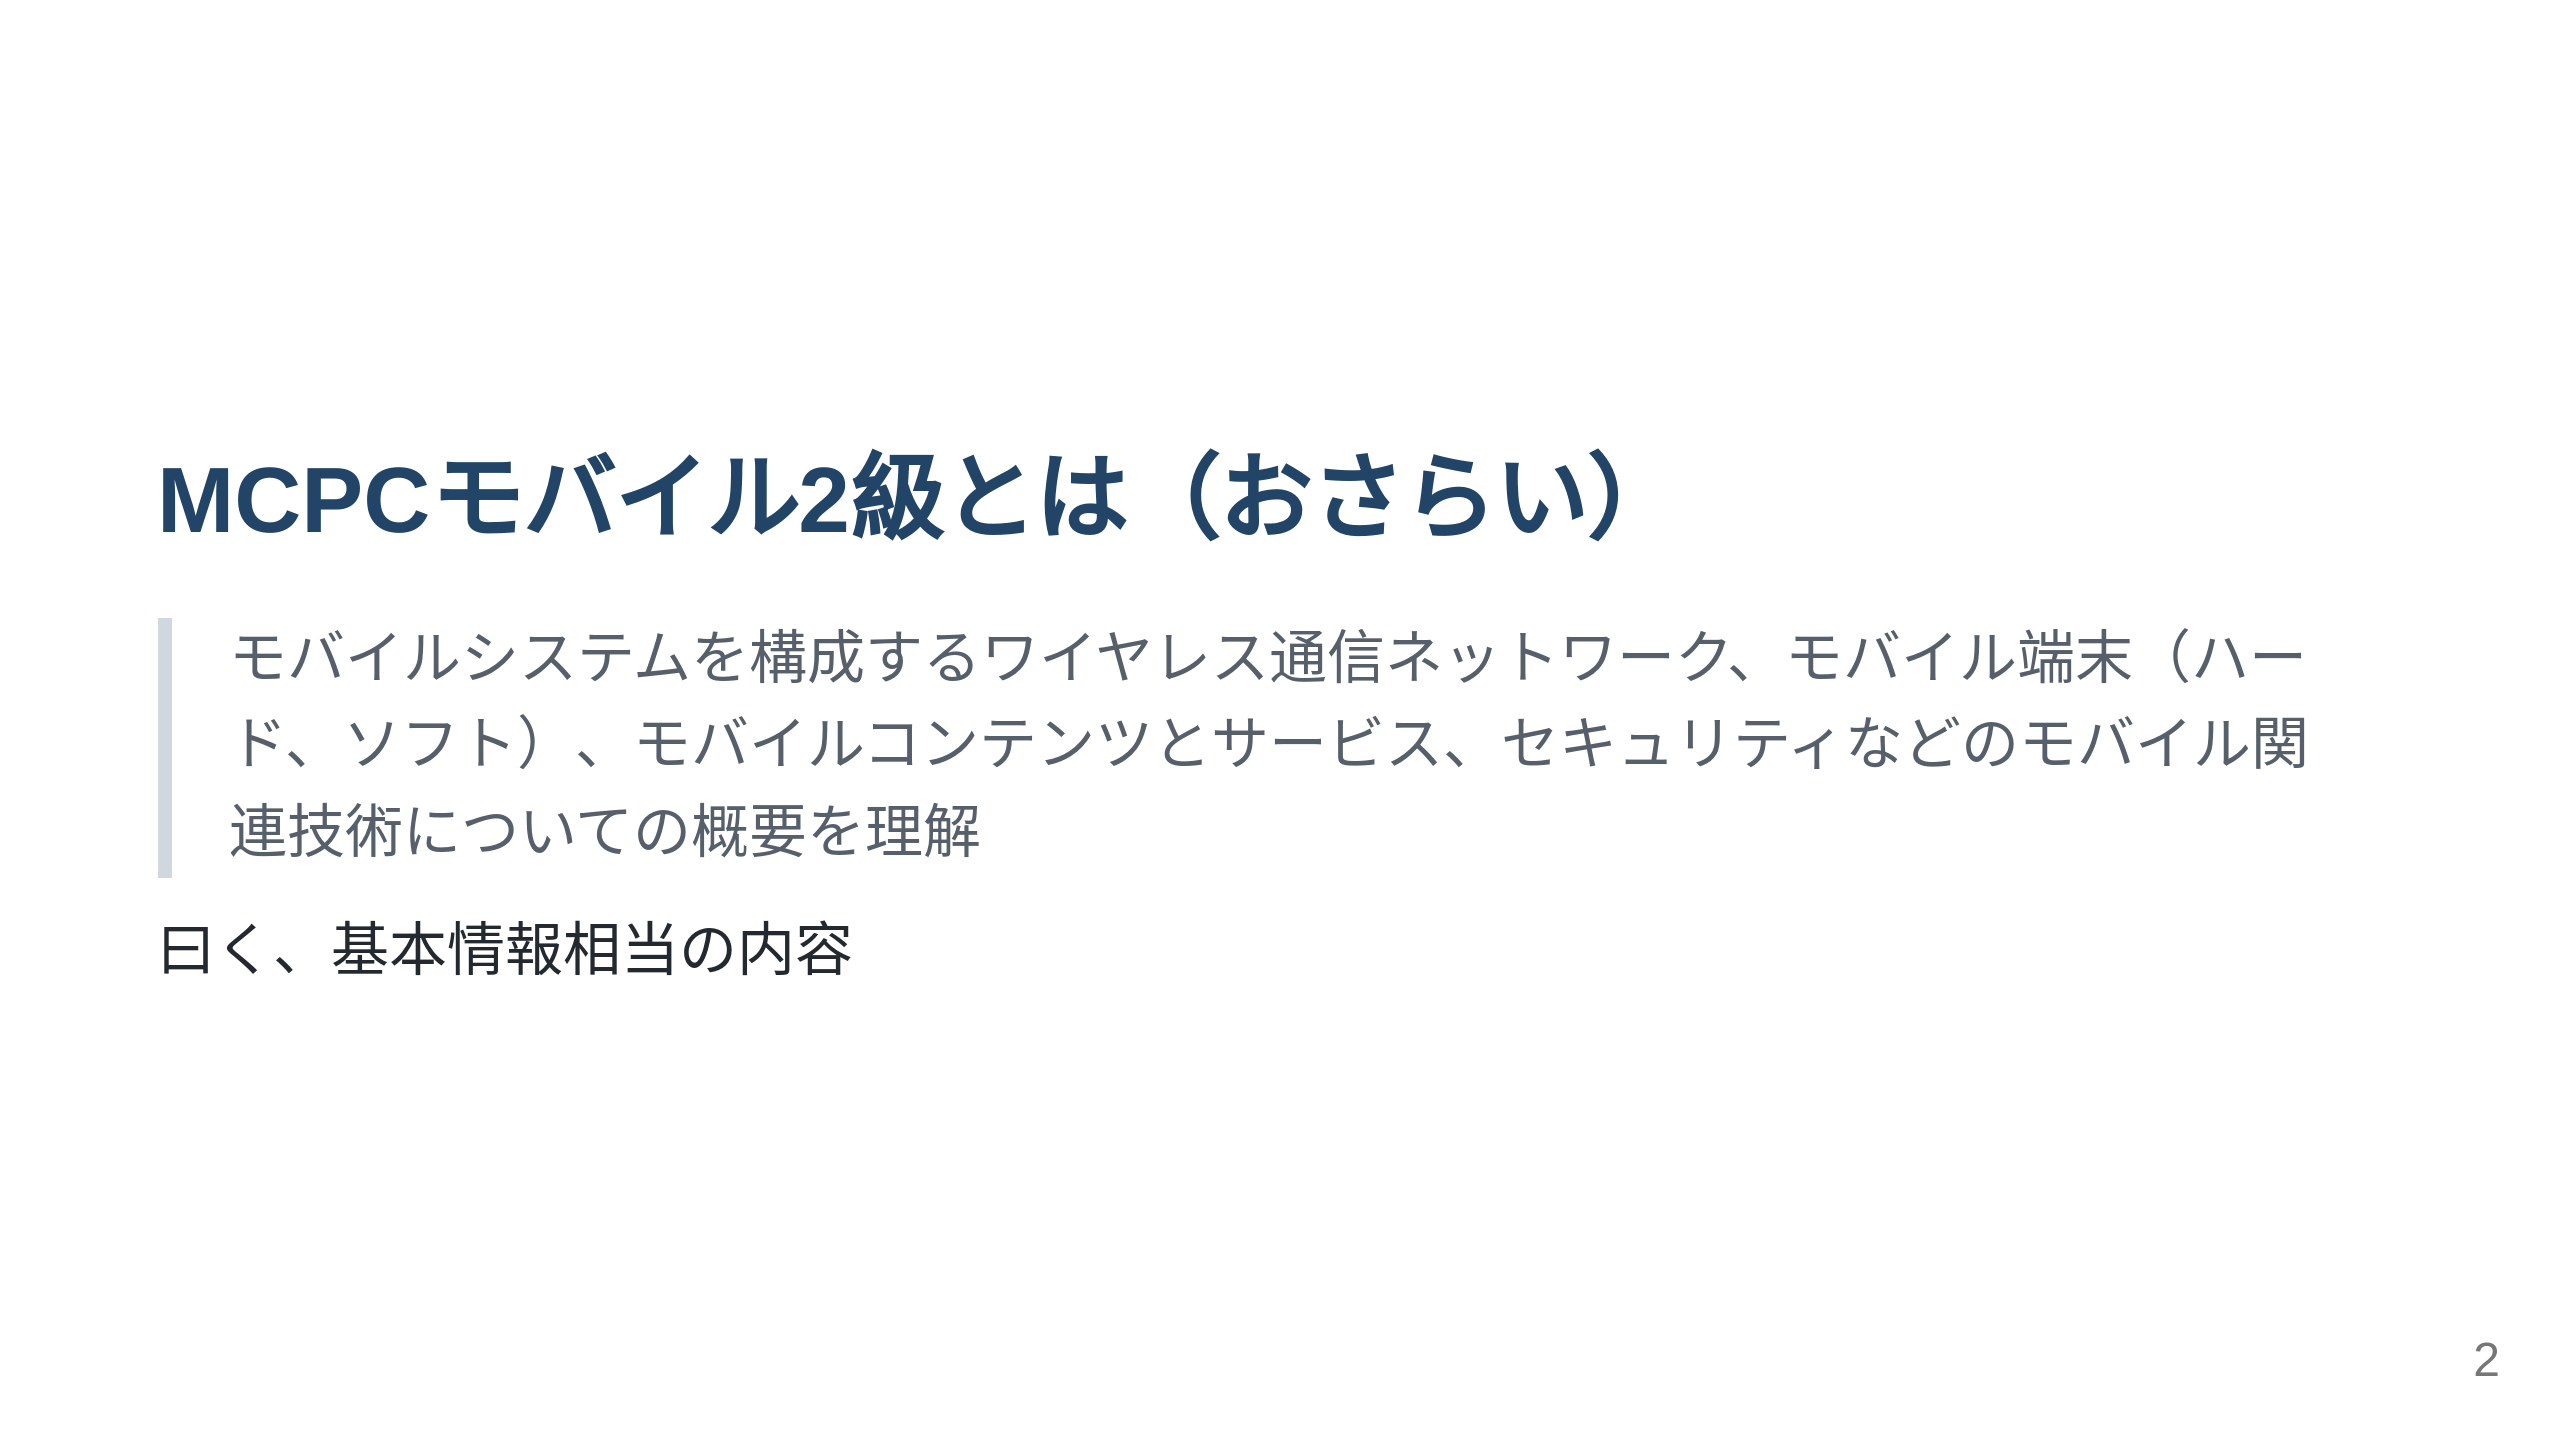 MCPCモバイル2級とは（おさらい）
モバイルシステムを構成するワイヤレス通信ネットワーク、モバイル端末（ハー
ド、ソフト）、モバイルコンテンツとサービス、セキュリティなどのモバイル関
連技術についての概要を理解
曰く、基本情報相当の内容
2